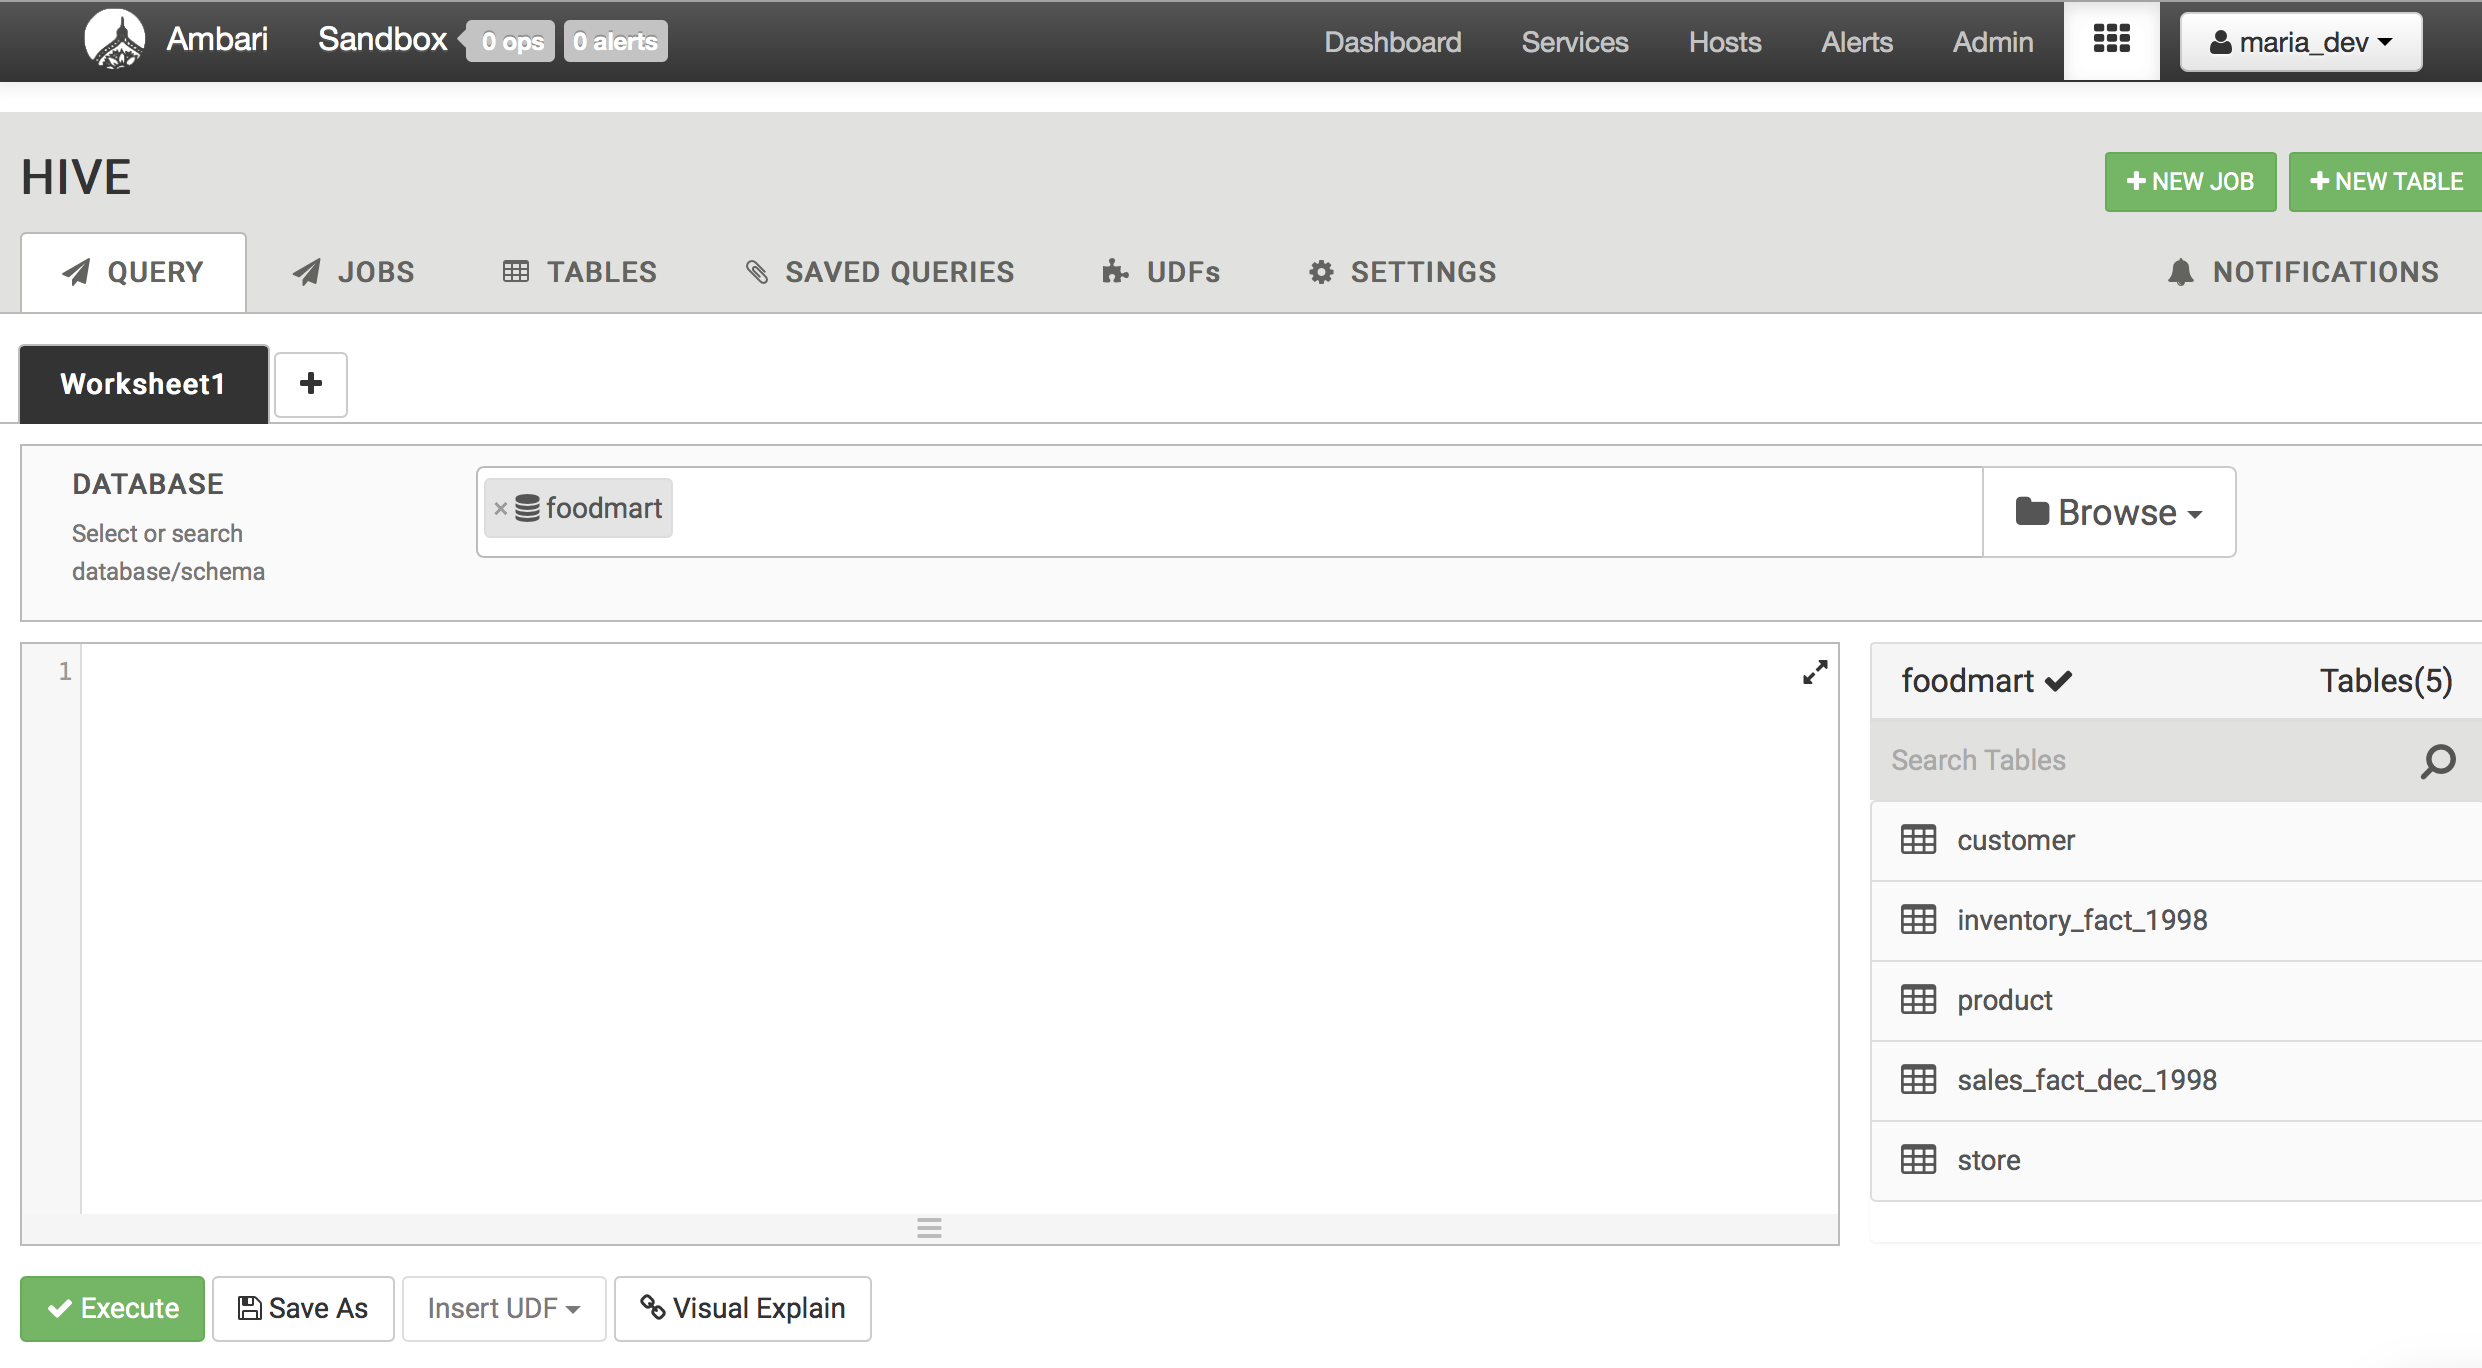 Ambari Sandbox 0 ops 0 alerts Dashboard Services Hosts Alerts Admin maria_dev
HIVE
NEW JOB NEW TABLE
QUERY JOBS TABLES SAVED QUERIES UDFs SETTINGS NOTIFICATIONS
Worksheet1
DATABASE
Select or search
database/schema
× foodmart
Browse
1
foodmart Tables(5)
Search Tables
customer
inventory_fact_1998
product
sales_fact_dec_1998
store
Execute Save As Insert UDF Visual Explain